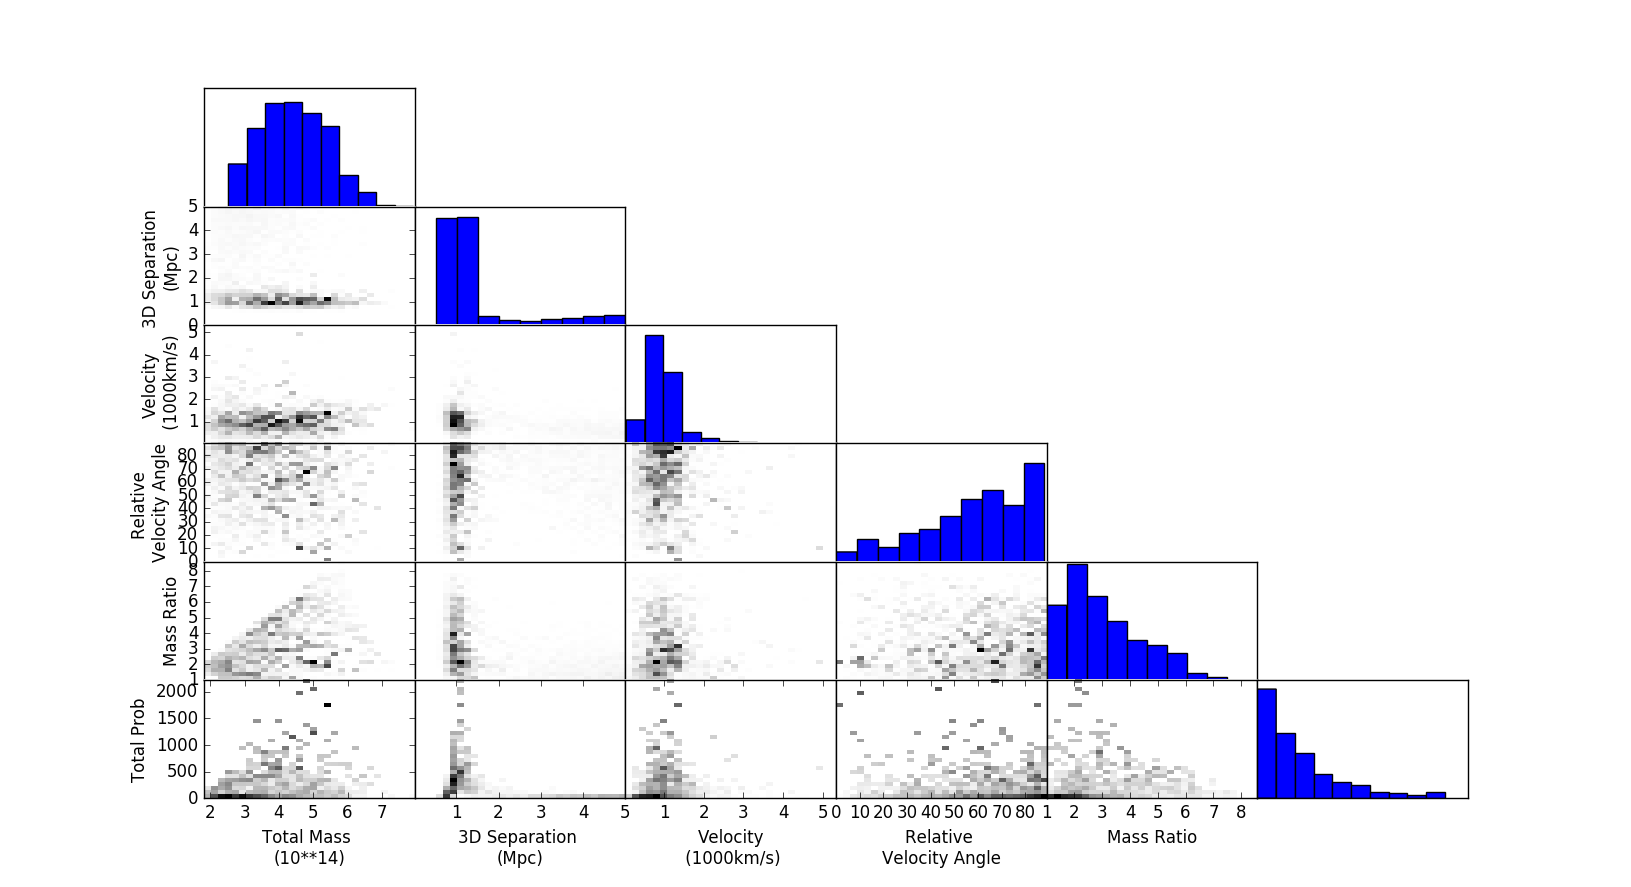 5
4
3
2
1
0
3D Separation
(Mpc)
5
4
3
2
1
Velocity
(1000km/s)
80
70
60
50
40
30
20
10
0
Relative
Velocity Angle
8
7
6
5
4
3
2
1
Mass Ratio
2000
1500
1000
500
0
Total Prob
2 3 4 5 6 7
1 2 3 4 5
1 2 3 4 5
0 10 20 30 40 50 60 70 80
1 2 3 4 5 6 7 8
Total Mass
(10**14)
3D Separation
(Mpc)
Velocity
(1000km/s)
Relative
Velocity Angle
Mass Ratio